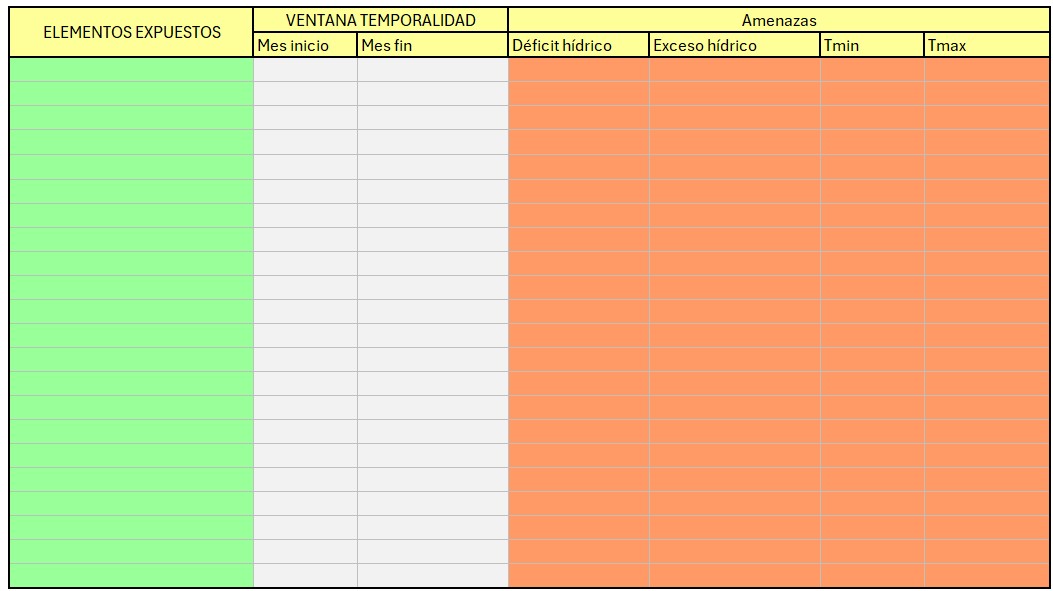 ELEMENTOS EXPUESTOS
VENTANA TEMPORALIDAD
Amenazas
Mes inicio
Mes fin
Déficit hídrico
Exceso hídrico
Tmin
Tmax